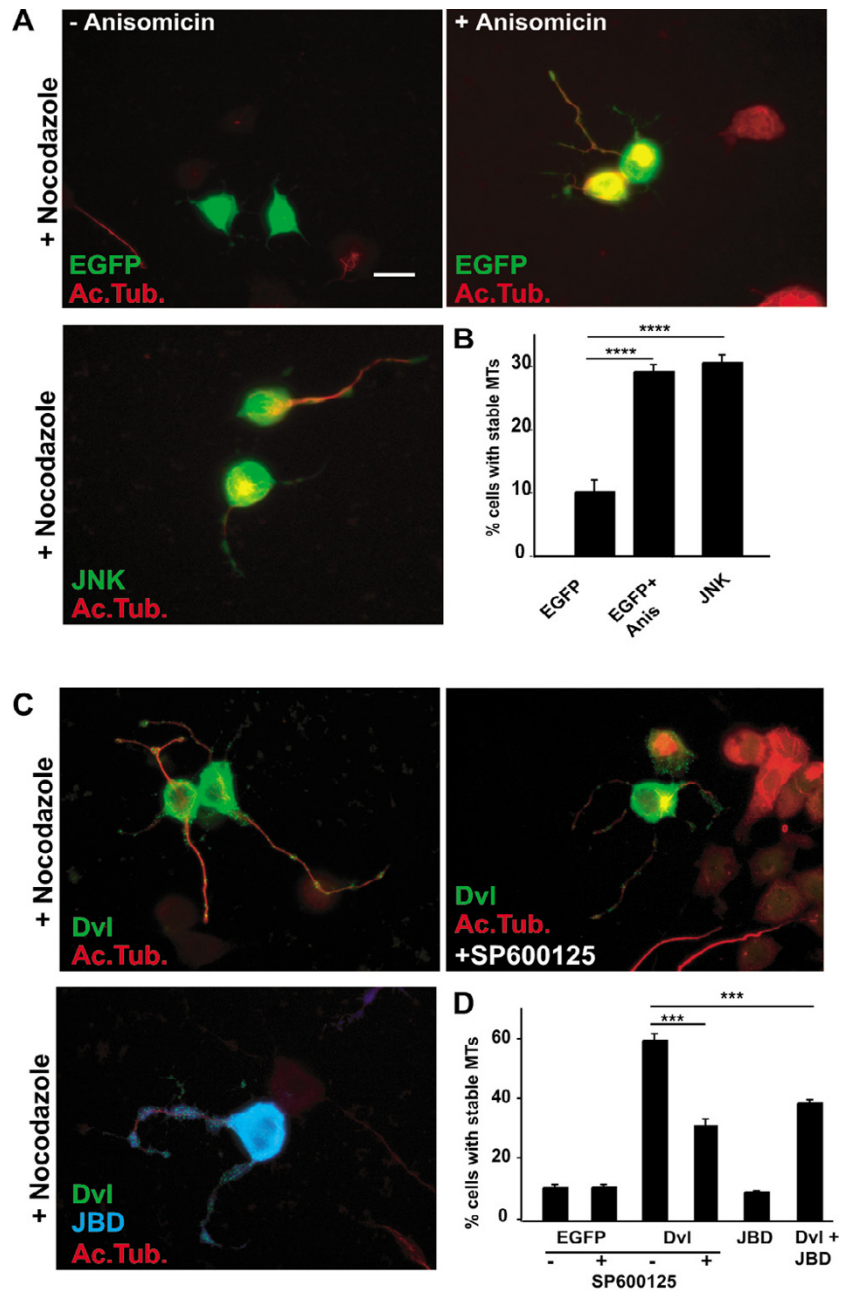 A
- Anisomicin
+ Anisomicin
+ Nocodazole
EGFP
Ac.Tub.
EGFP
Ac.Tub.
+ Nocodazole
JNK
Ac.Tub.
B
% cells with stable MTs
30
20
10
0
****
****
EGFP
EGFP+
Anis
JNK
C
+ Nocodazole
Dvl
Ac.Tub.
Dvl
Ac.Tub.
+SP600125
+ Nocodazole
Dvl
JBD
Ac.Tub.
D
% cells with stable MTs
60
40
20
0
***
***
EGFP Dvl JBD Dvl +
JBD
- + - +
SP600125